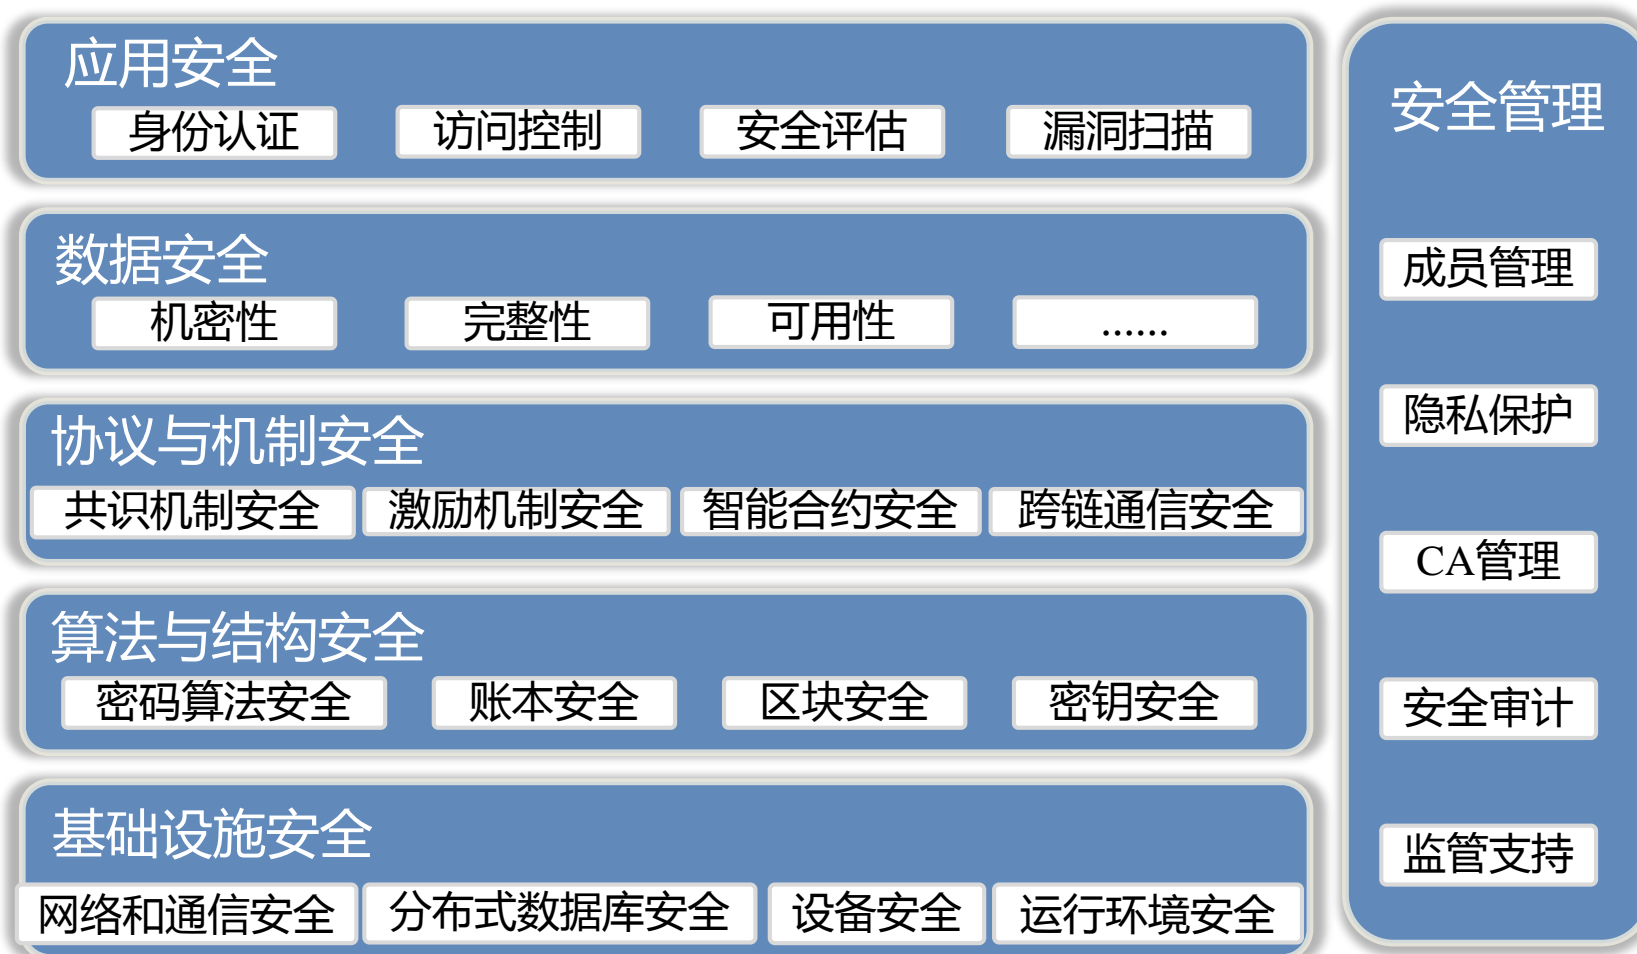 应用安全
身份认证 访问控制 安全评估 漏洞扫描
数据安全
机密性 完整性 可用性 ......
协议与机制安全
共识机制安全 激励机制安全 智能合约安全 跨链通信安全
算法与结构安全
密码算法安全 账本安全 区块安全 密钥安全
基础设施安全
网络和通信安全 分布式数据库安全 设备安全 运行环境安全
安全管理
成员管理
隐私保护
CA管理
安全审计
监管支持